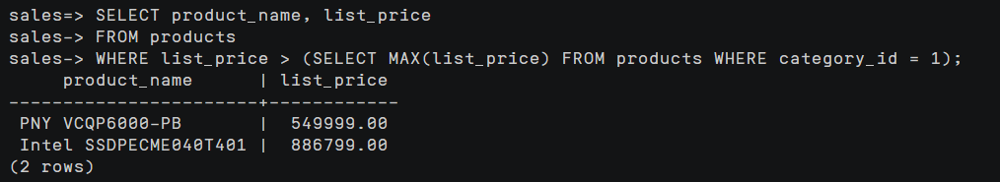 sales=> SELECT product_name, list_price
sales-> FROM products
sales-> WHERE list_price > (SELECT MAX(list_price) FROM products WHERE category_id = 1);
     product_name      | list_price
-----------------------+------------
 PNY VCQP6000-PB       |  549999.00
 Intel SSDPECME040T401 |  886799.00
(2 rows)